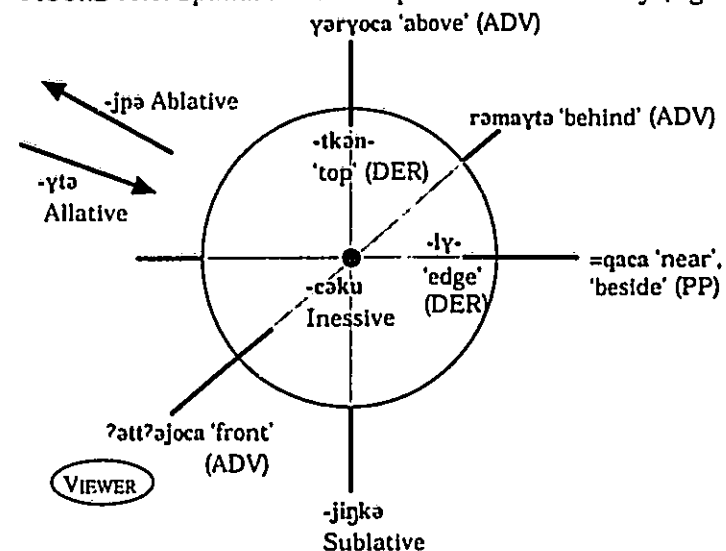 ɣərɣoca ‘above’ (ADV)
-jpə Ablative
rəmaɣtə ‘behind’ (ADV)
-tkən-
‘top’ (DER)
-ɣtə
Allative
-lɣ-
‘edge’
(DER)
=qaca ‘near’,
‘beside’ (PP)
-cəku
Inessive
ʔəttʔəjoca ‘front’
(ADV)
VIEWER
-jiŋkə
Sublative